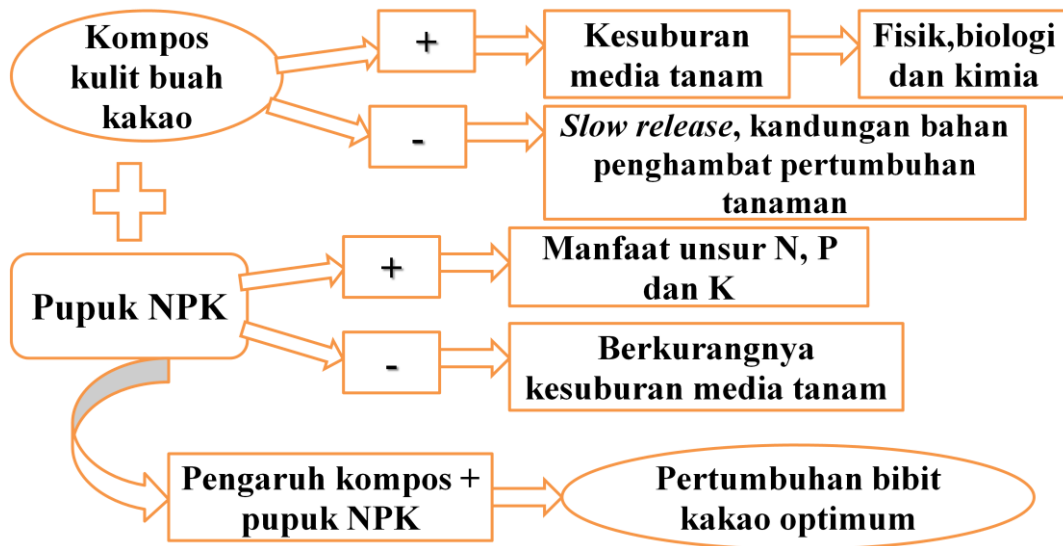 Kompos
kulit buah
kakao
+
Kesuburan
media tanam
Fisik,biologi
dan kimia
-
Slow release, kandungan bahan
penghambat pertumbuhan
tanaman
Pupuk NPK
+
Manfaat unsur N, P
dan K
-
Berkurangnya
kesuburan media tanam
Pengaruh kompos +
pupuk NPK
Pertumbuhan bibit
kakao optimum